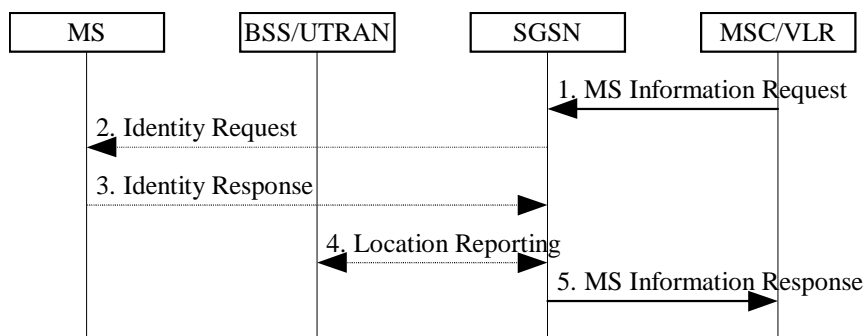 MS BSS/UTRAN SGSN MSC/VLR
1. MS Information Request
2. Identity Request
3. Identity Response
4. Location Reporting
5. MS Information Response